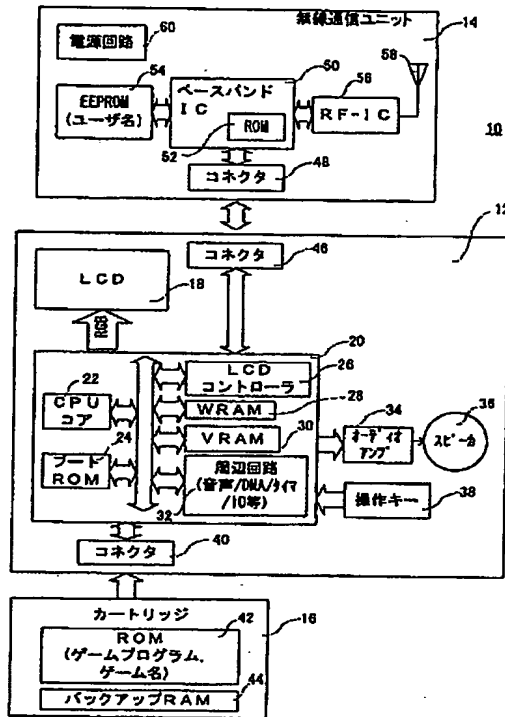 無線通信ユニット
14
電源回路
60
54
EEPROM
(ユーザ名)
50
ベースバンド
IC
ROM
52
56
RF-IC
58
10
コネクタ
48
12
コネクタ
46
LCD
18
RGB
20
22
CPU
コア
24
ブート
ROM
LCD
コントローラ
26
WRAM
28
VRAM
30
周辺回路
(音声/DMA/タイマ
/IO等)
32
34
オーディオ
アンプ
36
スピーカ
操作キー
38
コネクタ
40
カートリッジ
16
ROM
42
(ゲームプログラム、
ゲーム名)
44
バックアップRAM